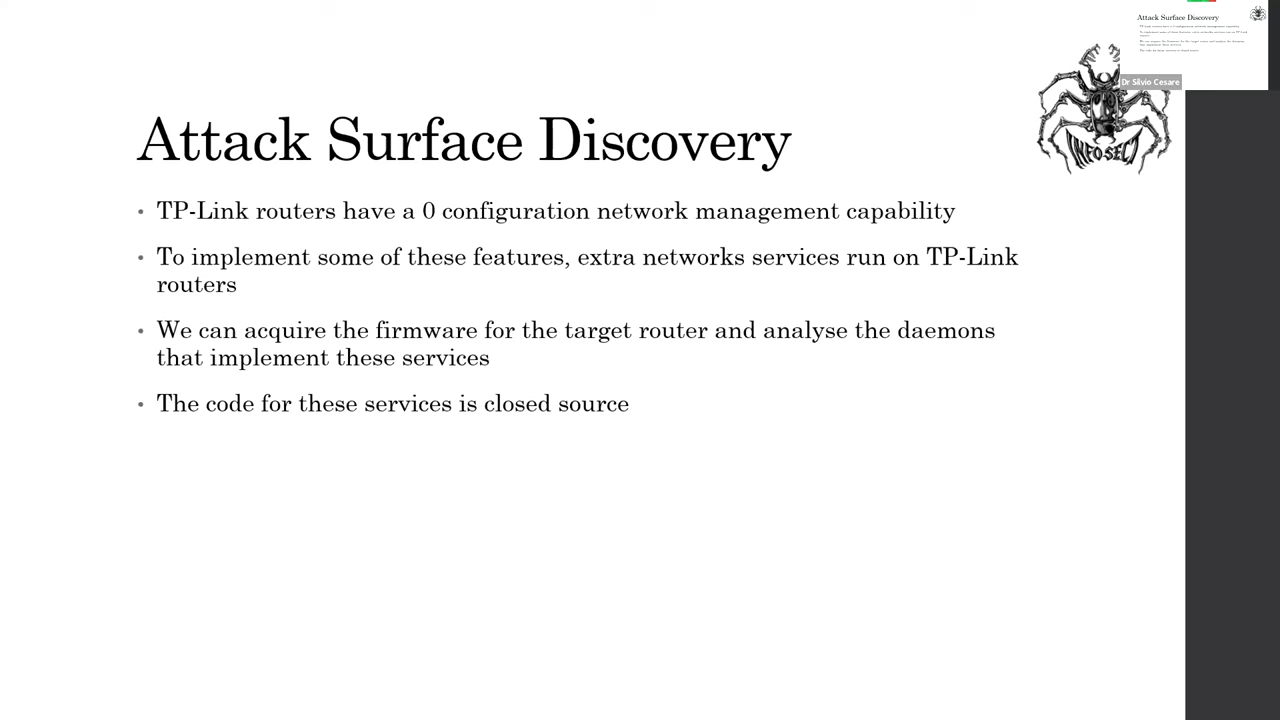 Attack Surface Discovery
Dr Silvio Cesare
INFOSECT
Attack Surface Discovery
• TP-Link routers have a 0 configuration network management capability
• To implement some of these features, extra networks services run on TP-Link
routers
• We can acquire the firmware for the target router and analyse the daemons
that implement these services
• The code for these services is closed source